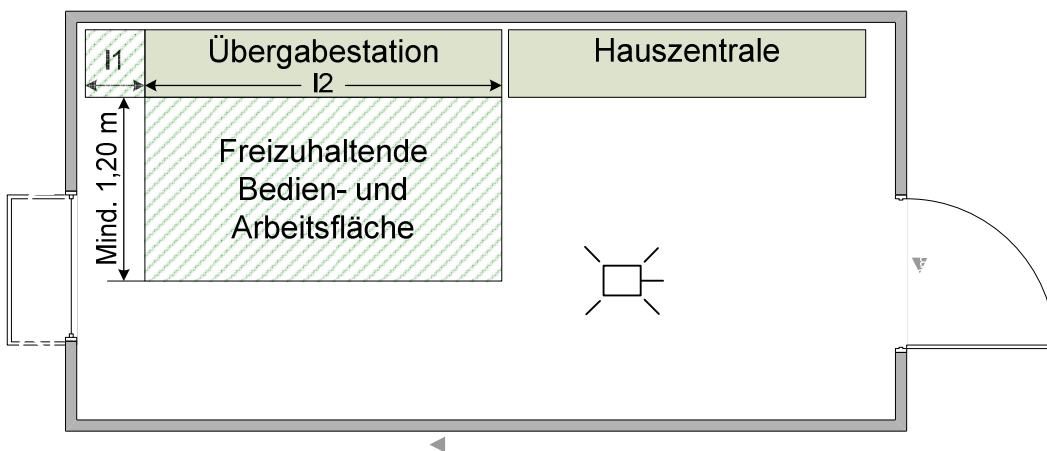 l1
Übergabestation
Hauszentrale
l2
Mind. 1,20 m
Freizuhaltende
Bedien- und
Arbeitsfläche